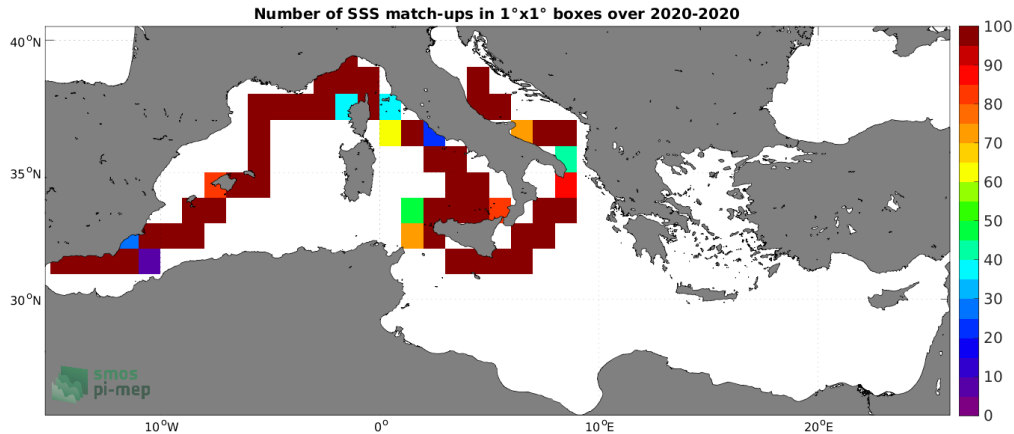 Number of SSS match-ups in 1°x1° boxes over 2020-2020
40°N
35°N
30°N
10°W
0°
10°E
20°E
100
90
80
70
60
50
40
30
20
10
0
smos
pi-mep